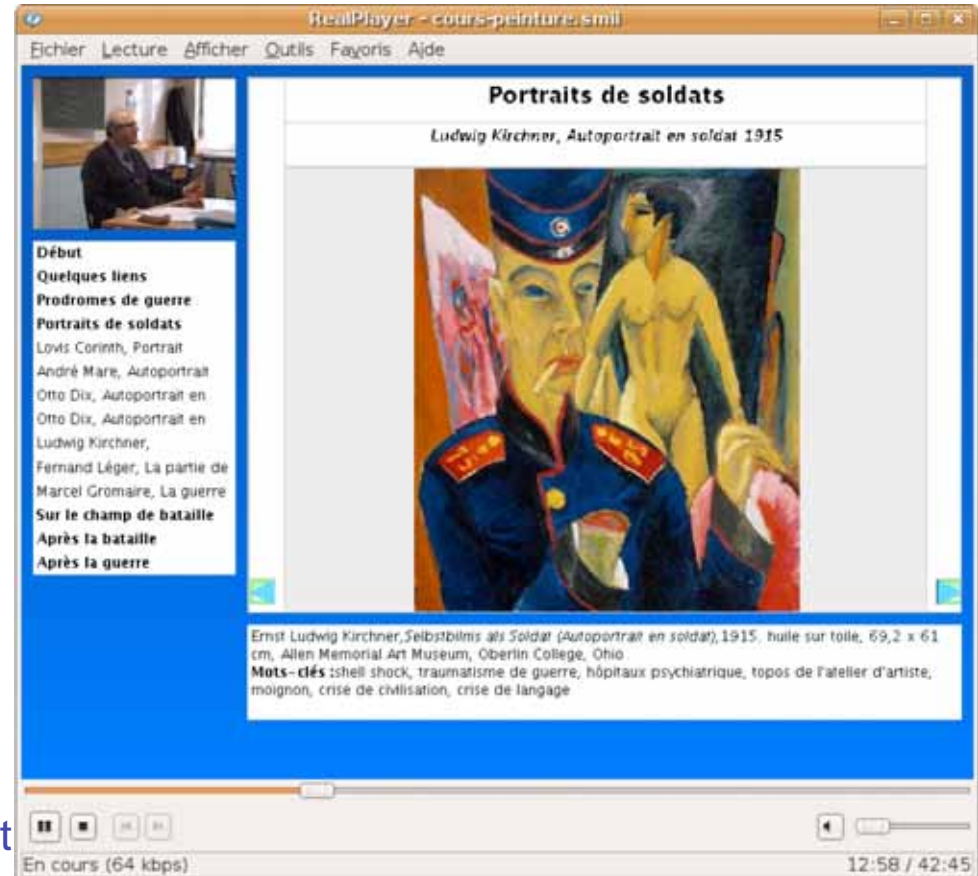 RealPlayer - cours-peinture.smil
Fichier Lecture Afficher Outils Favoris Aide
Portraits de soldats
Ludwig Kirchner, Autoportrait en soldat 1915
Début
Quelques liens
Prodromes de guerre
Portraits de soldats
Lovis Corinth, Portrait
André Mare, Autoportrait
Otto Dix, Autoportrait en
Otto Dix, Autoportrait en
Ludwig Kirchner,
Fernand Léger, La partie de
Marcel Gromaire, La guerre
Sur le champ de bataille
Après la bataille
Après la guerre
Ernst Ludwig Kirchner, Selbstbilnis als Soldat (Autoportrait en soldat), 1915, huile sur toile, 69,2 x 61
cm, Allen Memorial Art Museum, Oberlin College, Ohio
Mots-clés :shell shock, traumatisme de guerre, hôpitaux psychiatrique, topos de l'atelier d'artiste,
moignon, crise de civilisation, crise de langage
t
En cours (64 kbps) 12:58 / 42:45